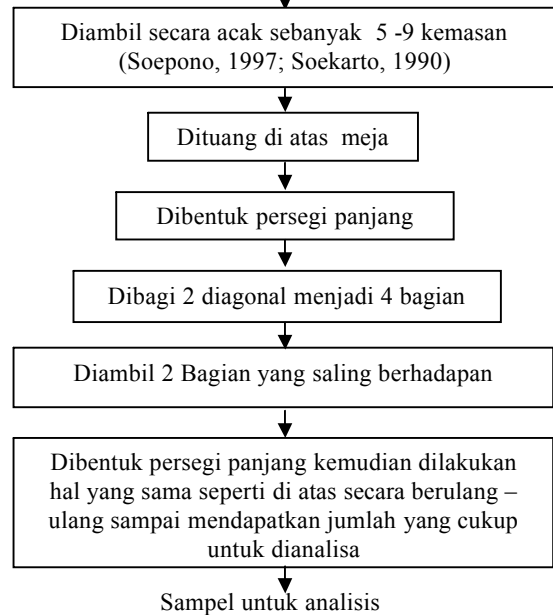 Diambil secara acak sebanyak 5 -9 kemasan
(Soepono, 1997; Soekarto, 1990)
Dituang di atas meja
Dibentuk persegi panjang
Dibagi 2 diagonal menjadi 4 bagian
Diambil 2 Bagian yang saling berhadapan
Dibentuk persegi panjang kemudian dilakukan
hal yang sama seperti di atas secara berulang –
ulang sampai mendapatkan jumlah yang cukup
untuk dianalisa
Sampel untuk analisis